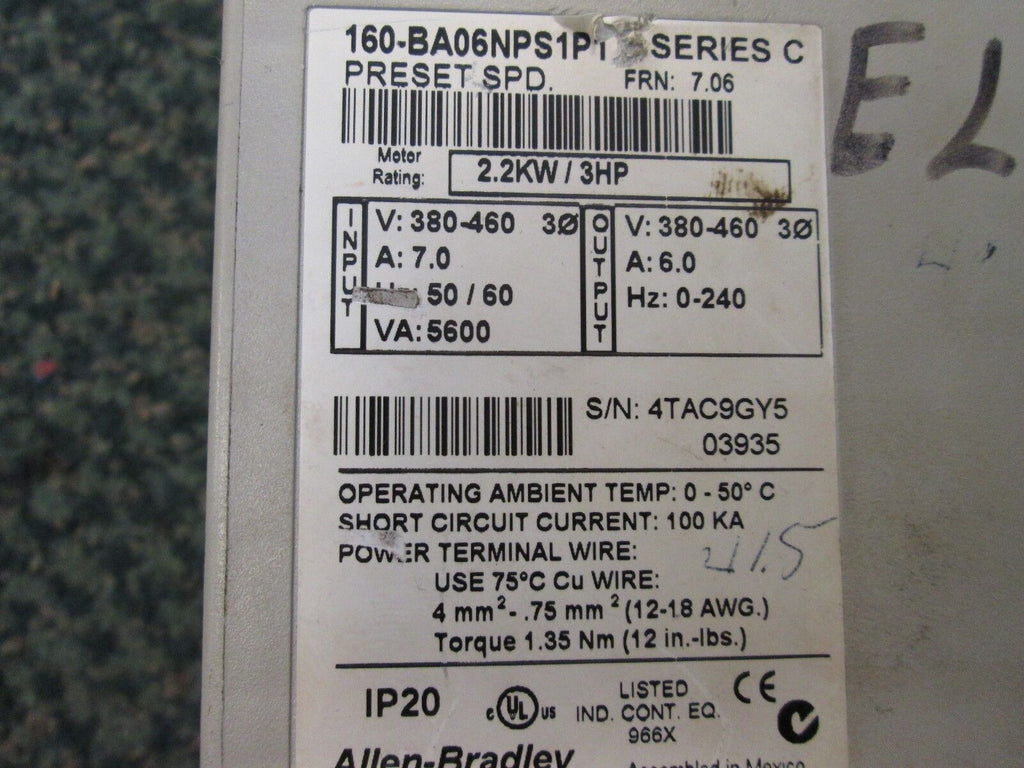 160-BA06NPS1P1 SERIES C
PRESET SPD. FRN: 7.06
Motor
Rating:
2.2KW / 3HP
INPUT
V: 380-460 3Ø
A: 7.0
50 / 60
VA: 5600
OUTPUT
V: 380-460 3Ø
A: 6.0
Hz: 0-240
S/N: 4TAC9GY5
03935
OPERATING AMBIENT TEMP: 0 - 50° C
SHORT CIRCUIT CURRENT: 100 KA
POWER TERMINAL WIRE:
USE 75°C Cu WIRE:
4 mm² - .75 mm² (12-18 AWG.)
Torque 1.35 Nm (12 in.-lbs.)
IP20
c UL us
LISTED
IND. CONT. EQ.
966X
CE
Allen-Bradley
Assembled in Mexico
EL